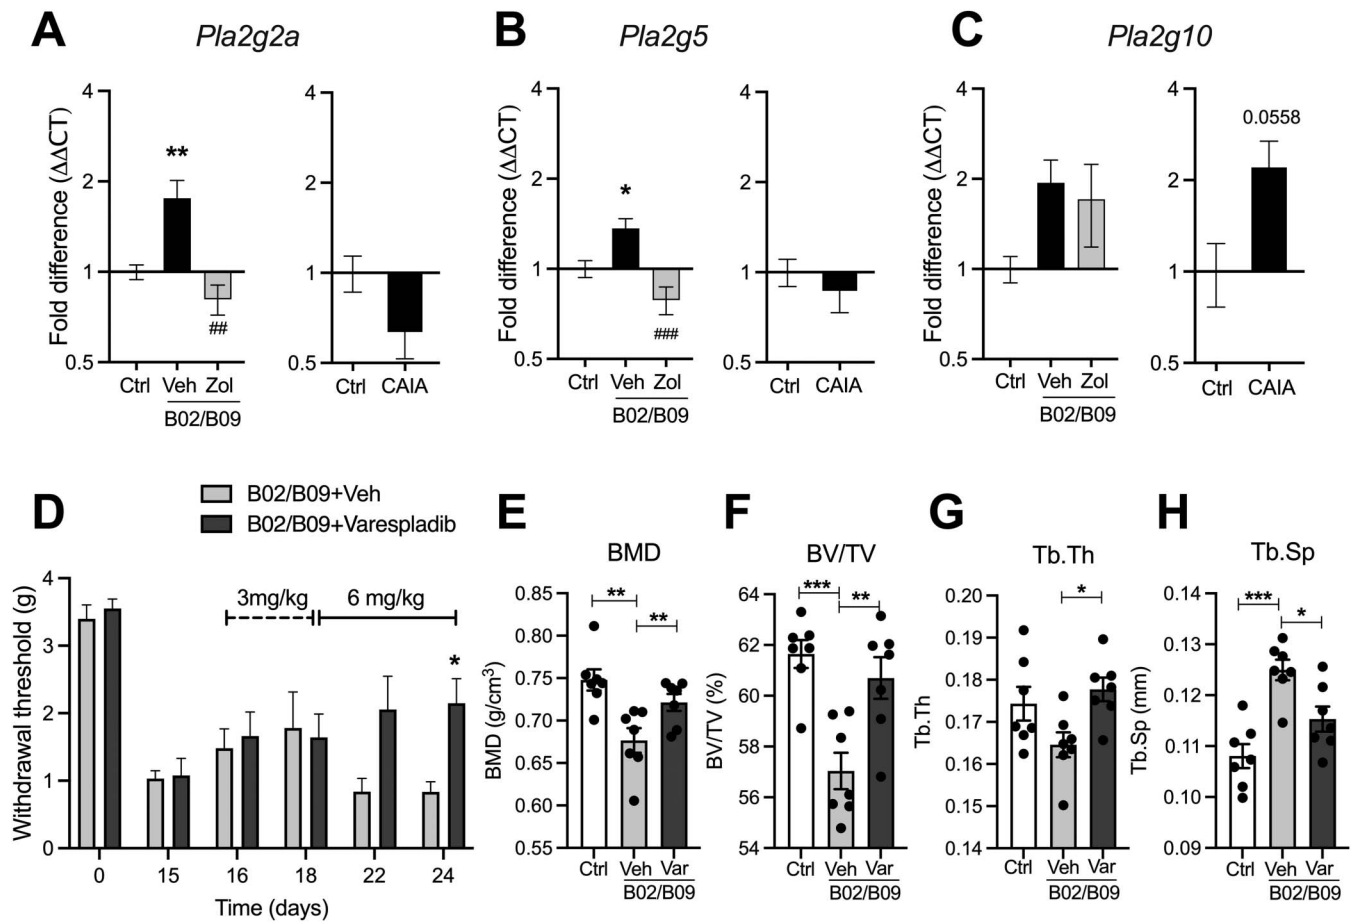 A
Pla2g2a
B
Pla2g5
C
Pla2g10
Fold difference (ΔΔCT)
4
2
1
0.5
**
##
Ctrl
Veh
Zol
B02/B09
4
2
1
0.5
Ctrl
CAIA
Fold difference (ΔΔCT)
4
2
1
0.5
*
###
Ctrl
Veh
Zol
B02/B09
4
2
1
0.5
Ctrl
CAIA
Fold difference (ΔΔCT)
4
2
1
0.5
Ctrl
Veh
Zol
B02/B09
4
2
1
0.5
0.0558
Ctrl
CAIA
D
B02/B09+Veh
B02/B09+Varespladib
Withdrawal threshold (g)
4
3
2
1
0
3mg/kg
6 mg/kg
*
0
15
16
18
22
24
Time (days)
E
BMD
BMD (g/cm³)
0.85
0.80
0.75
0.70
0.65
0.60
0.55
**
**
Ctrl
Veh
Var
B02/B09
F
BV/TV
BV/TV (%)
64
62
60
58
56
54
***
**
Ctrl
Veh
Var
B02/B09
G
Tb.Th
Tb.Th
0.20
0.19
0.18
0.17
0.16
0.15
0.14
*
Ctrl
Veh
Var
B02/B09
H
Tb.Sp
Tb.Sp (mm)
0.14
0.13
0.12
0.11
0.10
0.09
***
*
Ctrl
Veh
Var
B02/B09